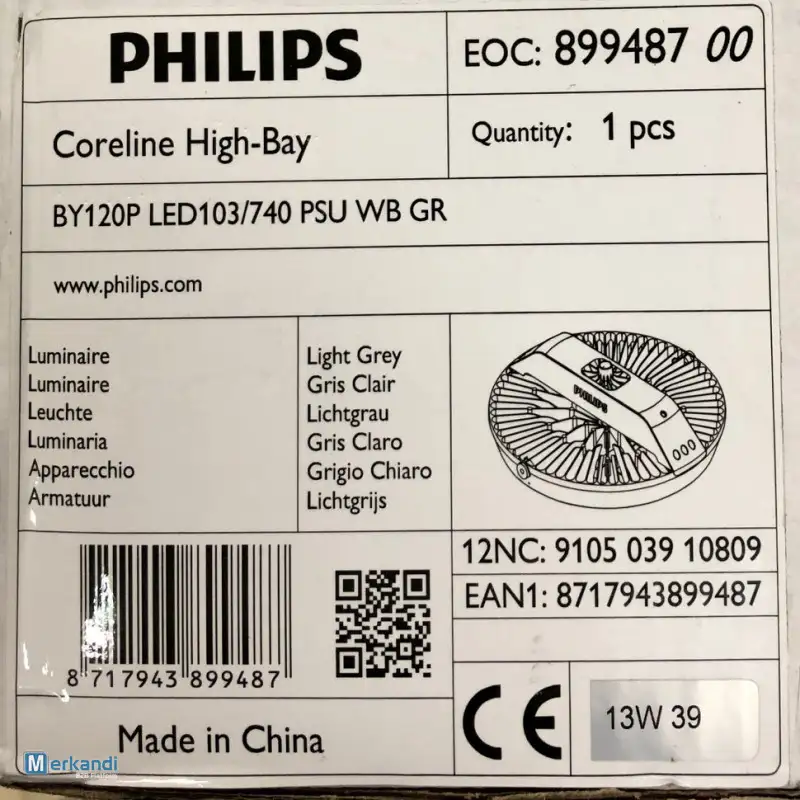 PHILIPS
EOC: 899487 00
Coreline High-Bay
Quantity: 1 pcs
BY120P LED103/740 PSU WB GR
www.philips.com
Luminaire
Luminaire
Leuchte
Luminaria
Apparecchio
Armatuur
Light Grey
Gris Clair
Lichtgrau
Gris Claro
Grigio Chiaro
Lichtgrijs
PHILIPS
12NC: 9105 039 10809
EAN1: 8717943899487
8 717943 899487
Made in China
CE
13W 39
Merkandi
B2B Platform